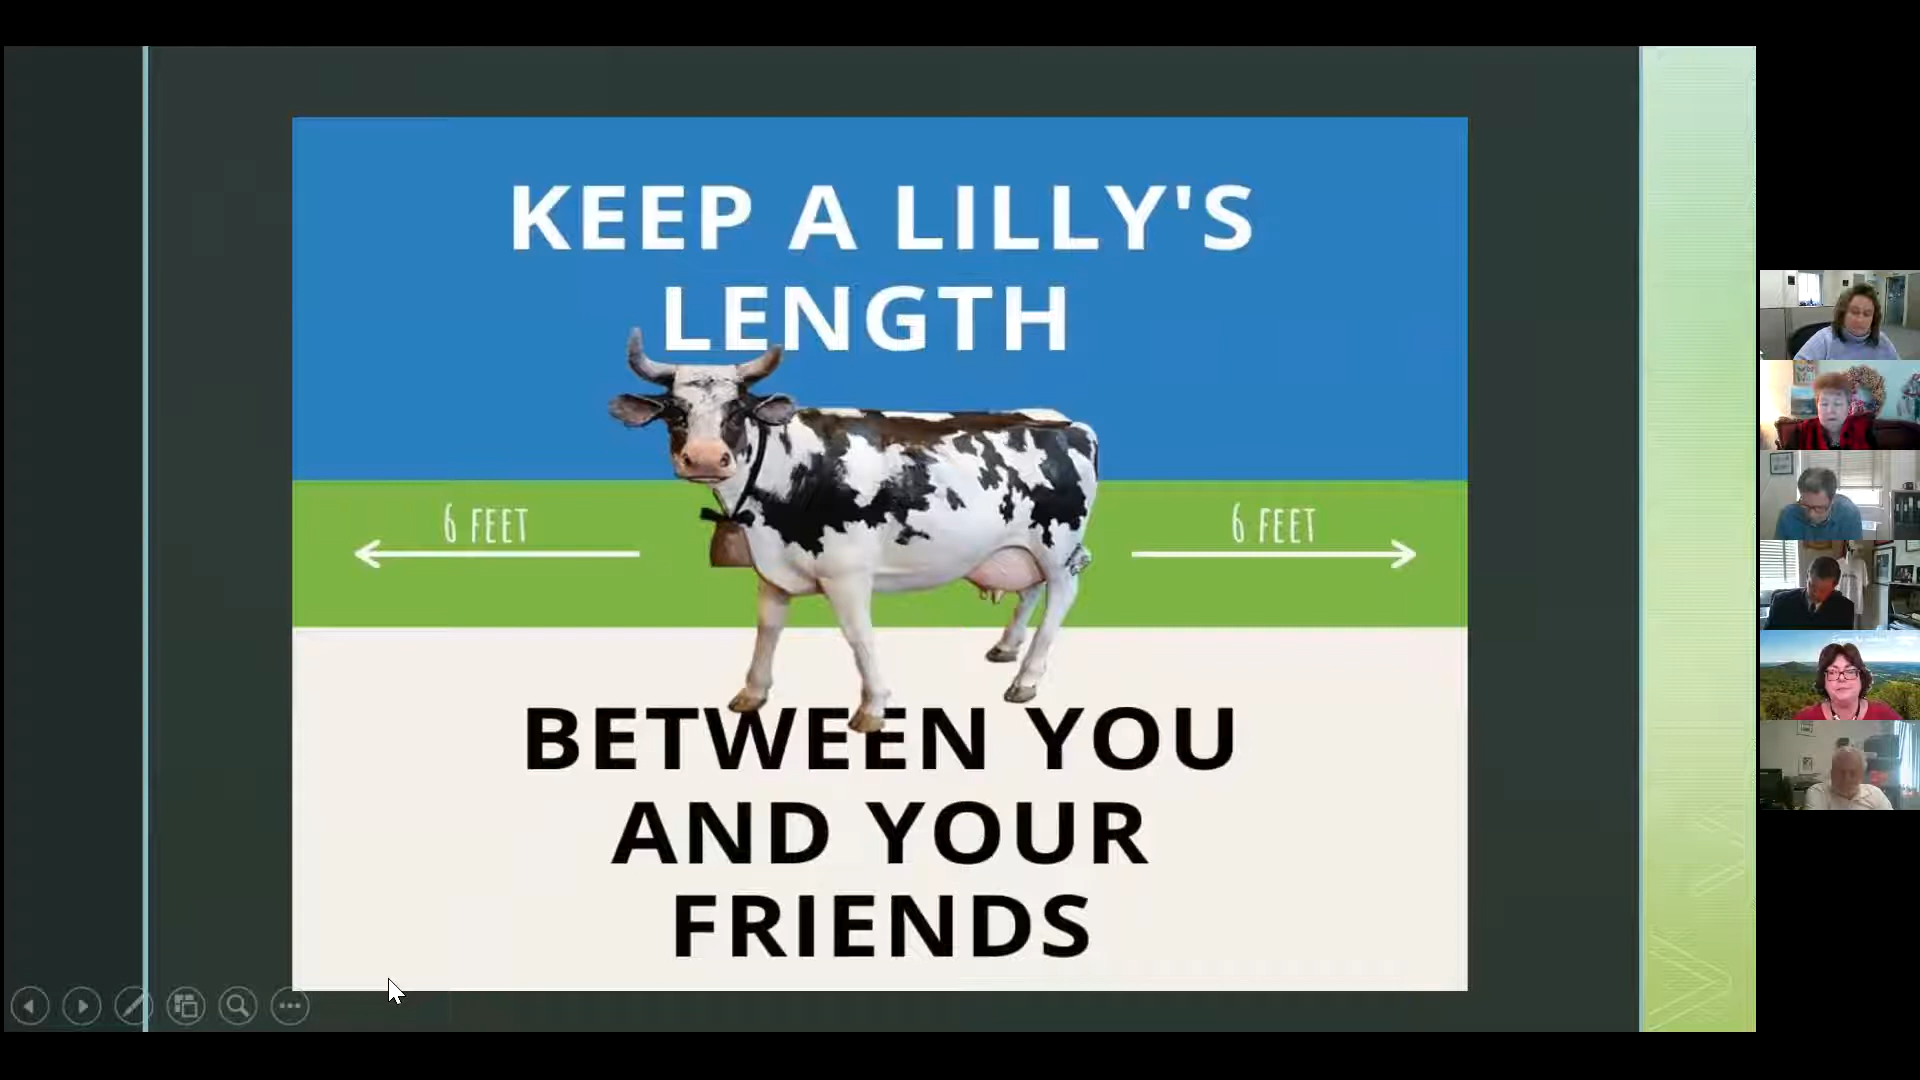 KEEP A LILLY'S
LENGTH
6 FEET
6 FEET
BETWEEN YOU
AND YOUR
FRIENDS